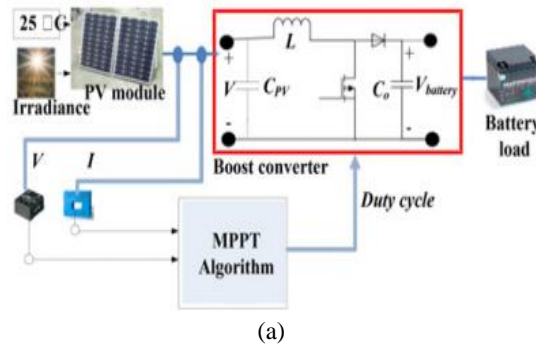 25 □C
Irradiance
PV module
V
I
+
V
-
C_PV
L
C_o
+
V_battery
-
Boost converter
Battery
load
Duty cycle
MPPT
Algorithm
(a)